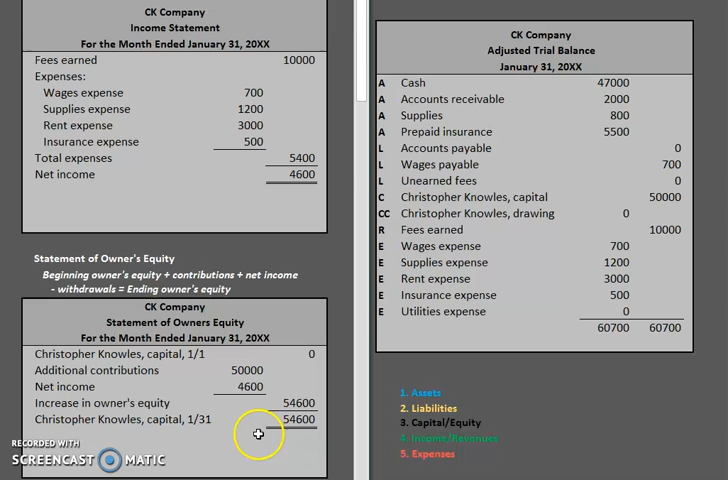 CK Company
Income Statement
For the Month Ended January 31, 20XX
Fees earned 10000
Expenses:
Wages expense 700
Supplies expense 1200
Rent expense 3000
Insurance expense 500
Total expenses 5400
Net income 4600
Statement of Owner's Equity
Beginning owner's equity + contributions + net income
- withdrawals = Ending owner's equity
CK Company
Statement of Owners Equity
For the Month Ended January 31, 20XX
Christopher Knowles, capital, 1/1 0
Additional contributions 50000
Net income 4600
Increase in owner's equity 54600
Christopher Knowles, capital, 1/31 54600
RECORDED WITH
SCREENCAST MATIC
CK Company
Adjusted Trial Balance
January 31, 20XX
A Cash 47000
A Accounts receivable 2000
A Supplies 800
A Prepaid insurance 5500
L Accounts payable 0
L Wages payable 700
L Unearned fees 0
C Christopher Knowles, capital 50000
CC Christopher Knowles, drawing 0
R Fees earned 10000
E Wages expense 700
E Supplies expense 1200
E Rent expense 3000
E Insurance expense 500
E Utilities expense 0
60700 60700
1. Assets
2. Liabilities
3. Capital/Equity
4. Income/Revenues
5. Expenses